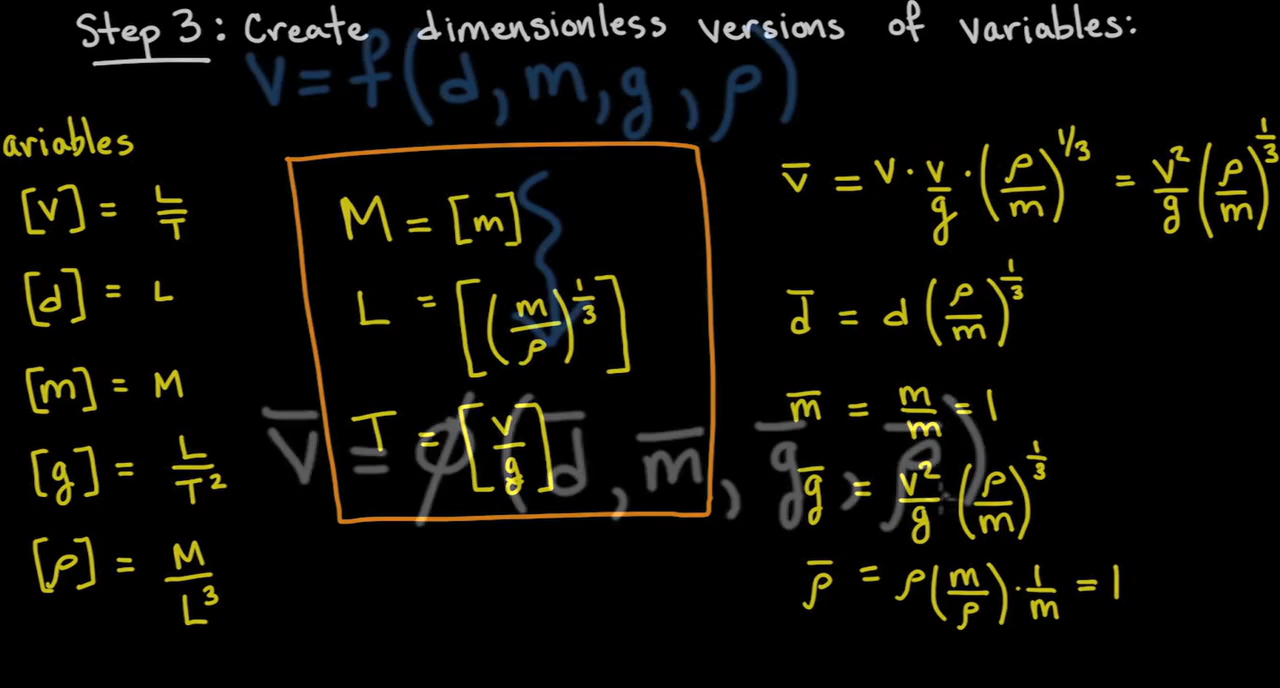 Step 3: Create dimensionless versions of variables:
v = f(d, m, g, ρ)
ariables
[v] = L/T
[d] = L
[m] = M
[g] = L/T²
[ρ] = M/L³
M = [m]
L = [(m/ρ)^{1/3}]
T = [v/g]
v̄ = ϕ(d̄, m̄, ḡ, ρ̄)
v̄ = v · v/g · (ρ/m)^{1/3} = v²/g (ρ/m)^{1/3}
d̄ = d (ρ/m)^{1/3}
m̄ = m/m = 1
ḡ = v²/g (ρ/m)^{1/3}
ρ̄ = ρ(m/ρ) · 1/m = 1